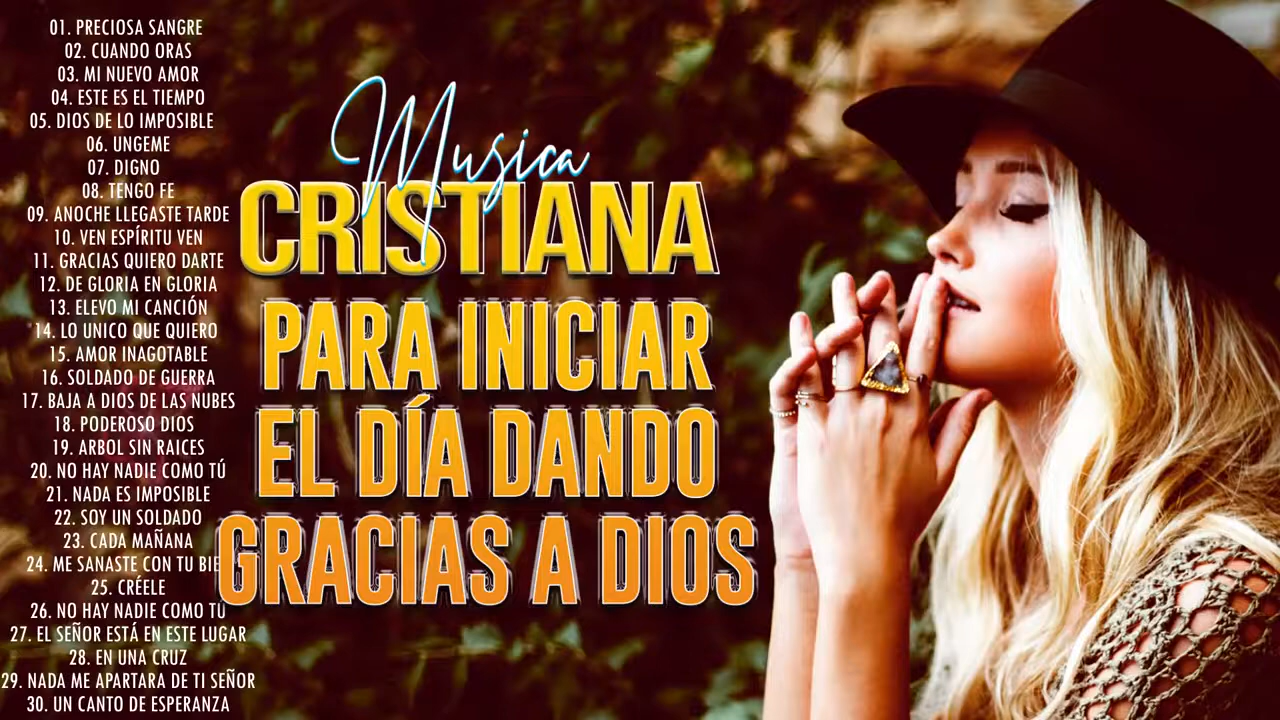 01. PRECIOSA SANGRE
02. CUANDO ORAS
03. MI NUEVO AMOR
04. ESTE ES EL TIEMPO
05. DIOS DE LO IMPOSIBLE
06. UNGEME
07. DIGNO
08. TENGO FE
09. ANOCHE LLEGASTE TARDE
10. VEN ESPÍRITU VEN
11. GRACIAS QUIERO DARTE
12. DE GLORIA EN GLORIA
13. ELEVO MI CANCIÓN
14. LO UNICO QUE QUIERO
15. AMOR INAGOTABLE
16. SOLDADO DE GUERRA
17. BAJA A DIOS DE LAS NUBES
18. PODEROSO DIOS
19. ARBOL SIN RAICES
20. NO HAY NADIE COMO TÚ
21. NADA ES IMPOSIBLE
22. SOY UN SOLDADO
23. CADA MAÑANA
24. ME SANASTE CON TU BIE
25. CRÉELE
26. NO HAY NADIE COMO TÚ
27. EL SEÑOR ESTÁ EN ESTE LUGAR
28. EN UNA CRUZ
29. NADA ME APARTARA DE TI SEÑOR
30. UN CANTO DE ESPERANZA
Musica
CRISTIANA
PARA INICIAR
EL DÍA DANDO
GRACIAS A DIOS